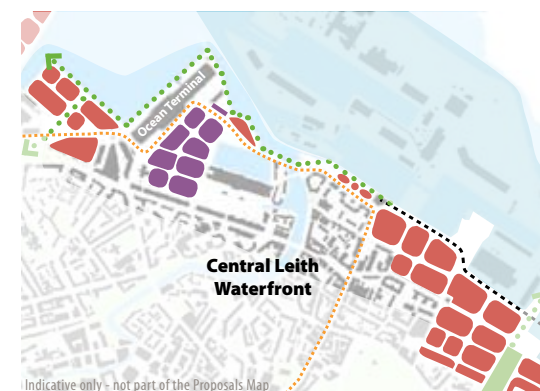 Ocean Terminal
Central Leith
Waterfront
Indicative only - not part of the Proposals Map